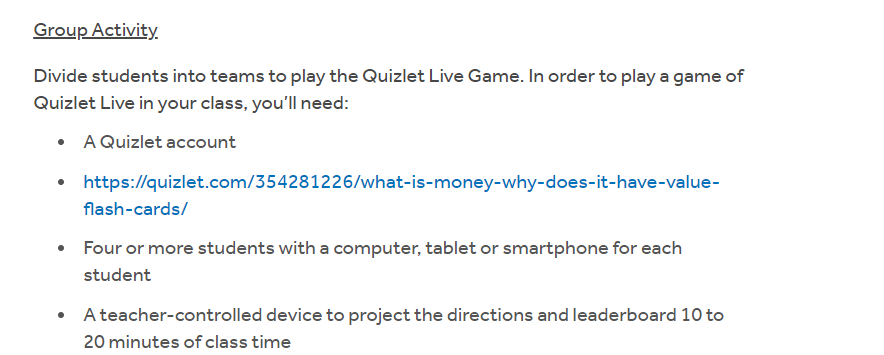 Group Activity
Divide students into teams to play the Quizlet Live Game. In order to play a game of
Quizlet Live in your class, you’ll need:
• A Quizlet account
• https://quizlet.com/354281226/what-is-money-why-does-it-have-value-
flash-cards/
• Four or more students with a computer, tablet or smartphone for each
student
• A teacher-controlled device to project the directions and leaderboard 10 to
20 minutes of class time